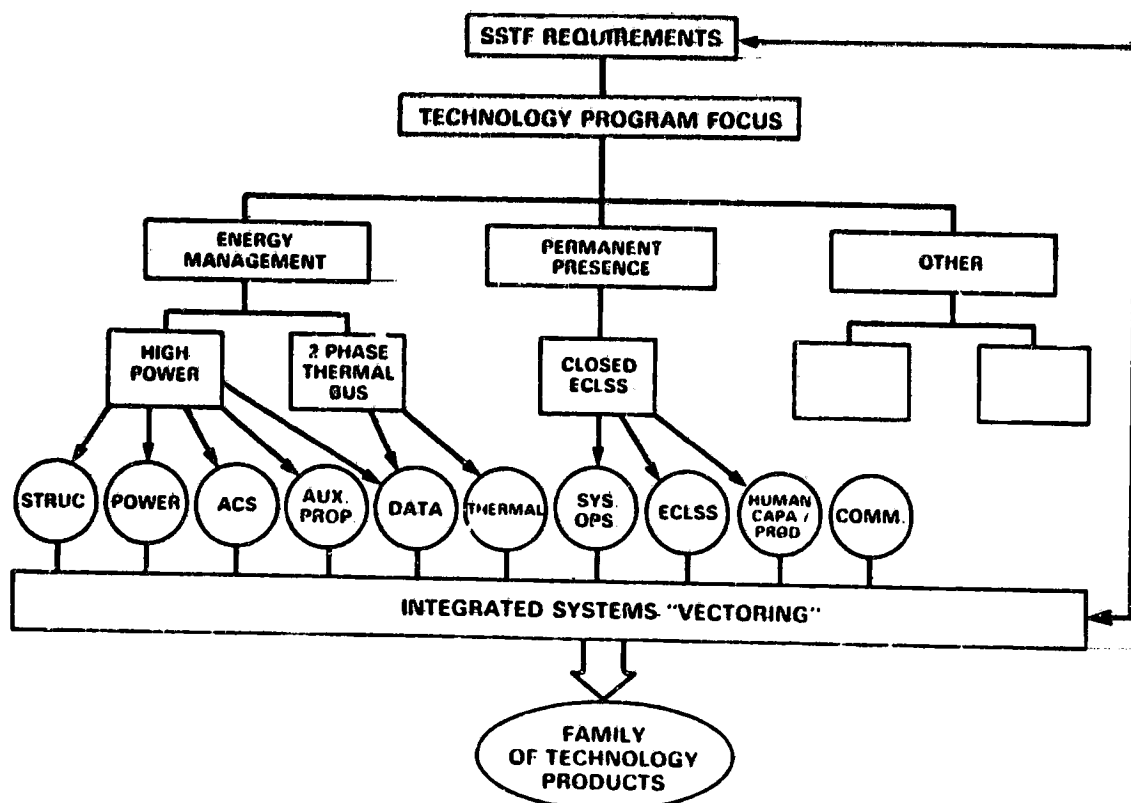 SSTF REQUIREMENTS
TECHNOLOGY PROGRAM FOCUS
ENERGY
MANAGEMENT
PERMANENT
PRESENCE
OTHER
HIGH
POWER
2 PHASE
THERMAL
BUS
CLOSED
ECLSS
STRUC
POWER
ACS
AUX.
PROP.
DATA
THERMAL
SYS.
OPS
ECLSS
HUMAN
CAPA /
PROD
COMM.
INTEGRATED SYSTEMS "VECTORING"
FAMILY
OF TECHNOLOGY
PRODUCTS